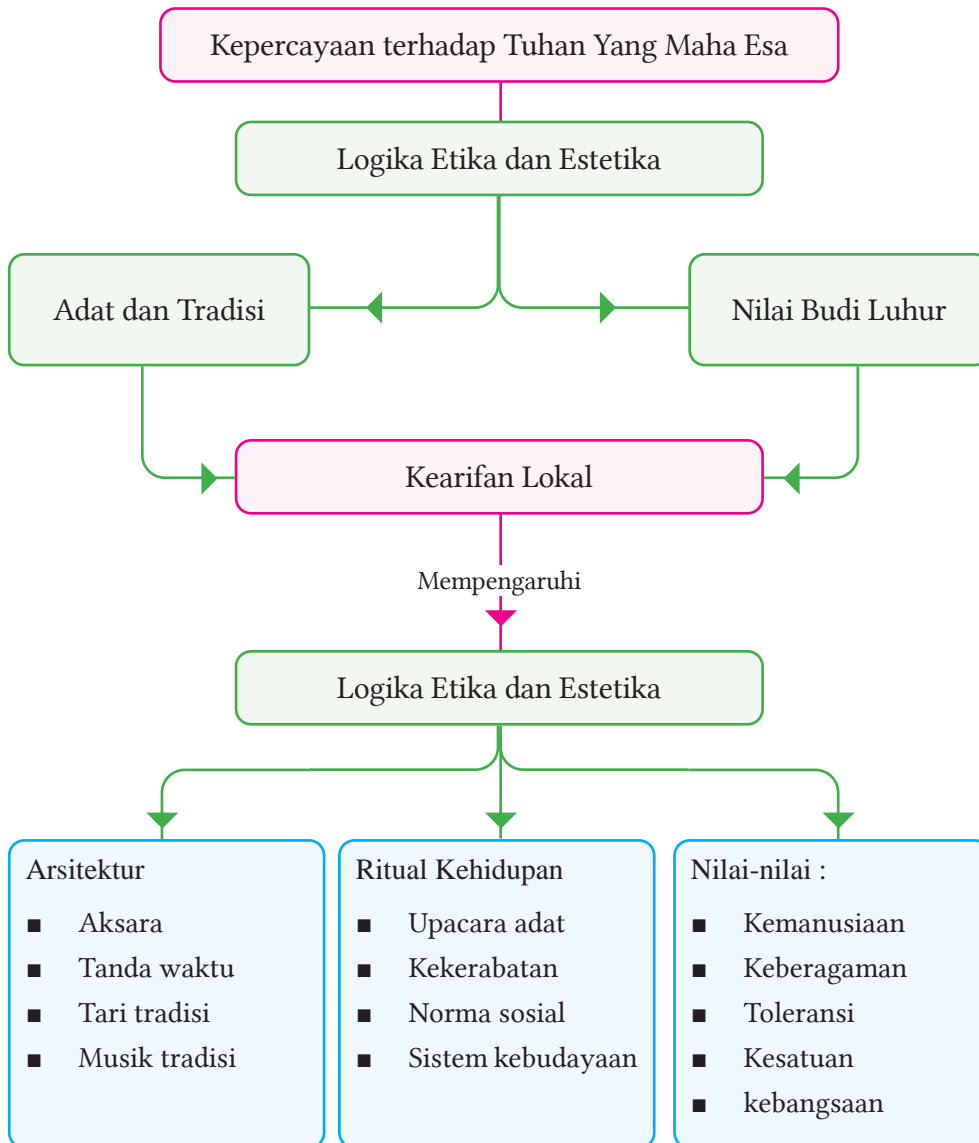 Kepercayaan terhadap Tuhan Yang Maha Esa
Logika Etika dan Estetika
Adat dan Tradisi
Nilai Budi Luhur
Kearifan Lokal
Mempengaruhi
Logika Etika dan Estetika
Arsitektur
■ Aksara
■ Tanda waktu
■ Tari tradisi
■ Musik tradisi
Ritual Kehidupan
■ Upacara adat
■ Kekerabatan
■ Norma sosial
■ Sistem kebudayaan
Nilai-nilai :
■ Kemanusiaan
■ Keberagaman
■ Toleransi
■ Kesatuan
■ kebangsaan